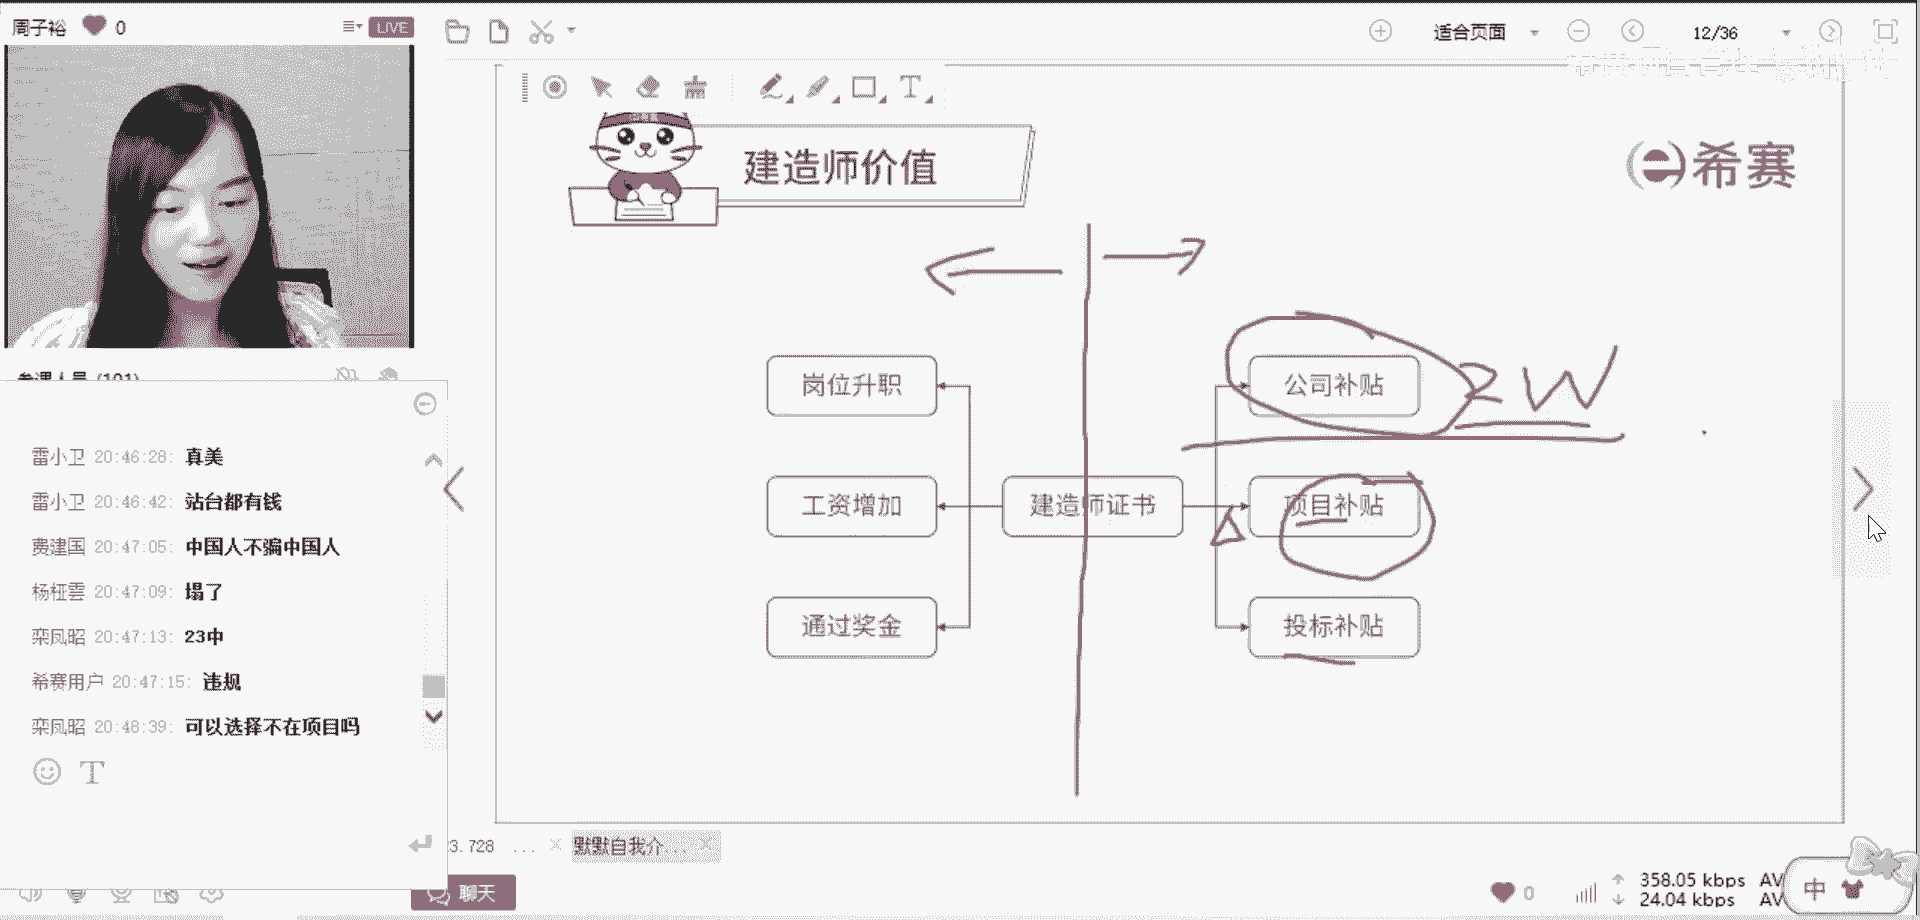 周子裕 0 LIVE
适合页面 12/36
建造师价值
希赛
岗位升职
公司补贴
2W
工资增加
建造师证书
项目补贴
通过奖金
投标补贴
雷小卫 20:46:28: 真美
雷小卫 20:46:42: 站台都有钱
费建国 20:47:05: 中国人不骗中国人
杨枉雲 20:47:09: 塌了
栾凤昭 20:47:13: 23中
希赛用户 20:47:15: 违规
栾凤昭 20:48:39: 可以选择不在项目吗
T
3.728 ... × 默默自我介... ×
聊天
0 358.05 kbps AV
24.04 kbps AV
中